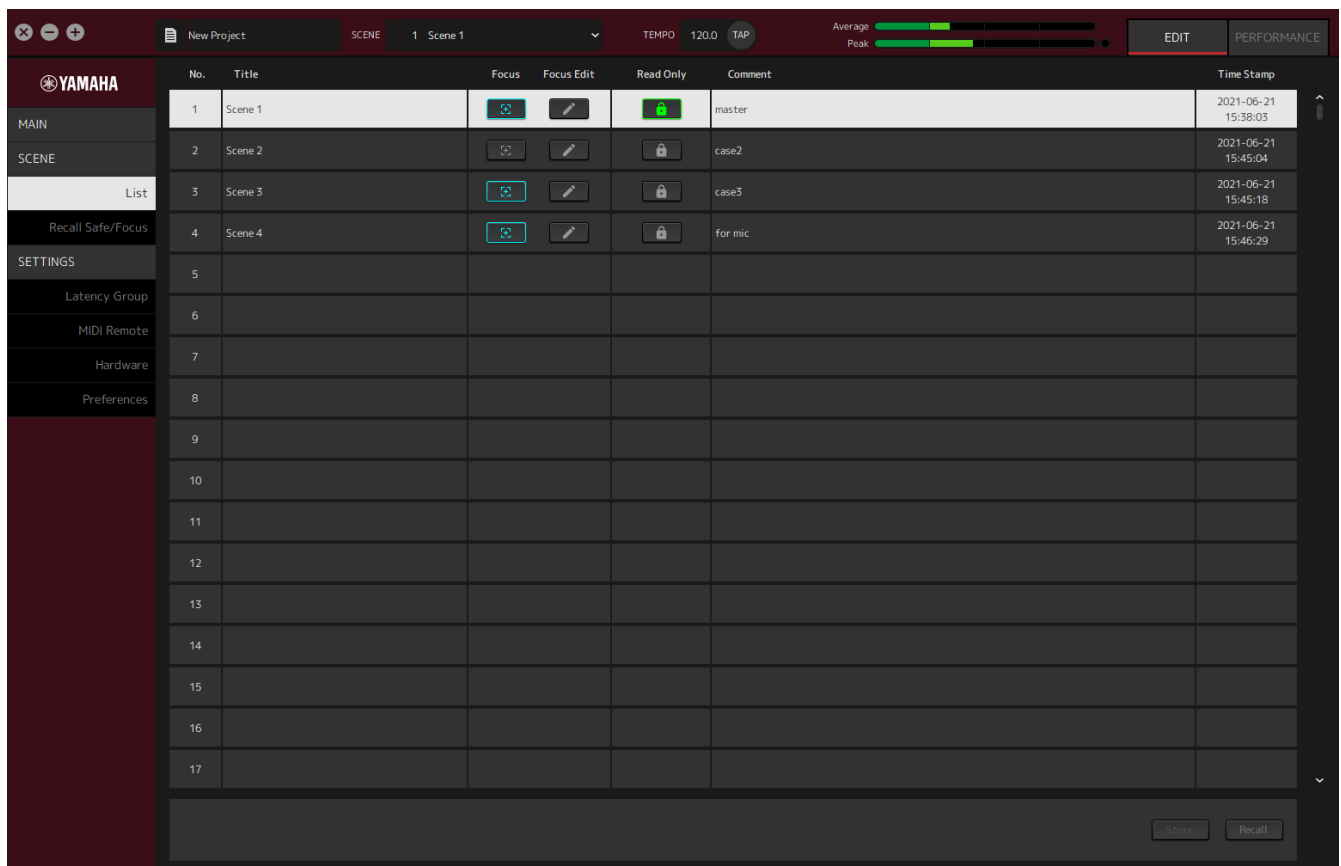 New Project SCENE 1 Scene 1 TEMPO 120.0 TAP Average Peak EDIT PERFORMANCE
YAMAHA
MAIN
SCENE
List
Recall Safe/Focus
SETTINGS
Latency Group
MIDI Remote
Hardware
Preferences
No. Title Focus Focus Edit Read Only Comment Time Stamp
1 Scene 1 master 2021-06-21
15:38:03
2 Scene 2 case2 2021-06-21
15:45:04
3 Scene 3 case3 2021-06-21
15:45:18
4 Scene 4 for mic 2021-06-21
15:46:29
5
6
7
8
9
10
11
12
13
14
15
16
17
Store Recall